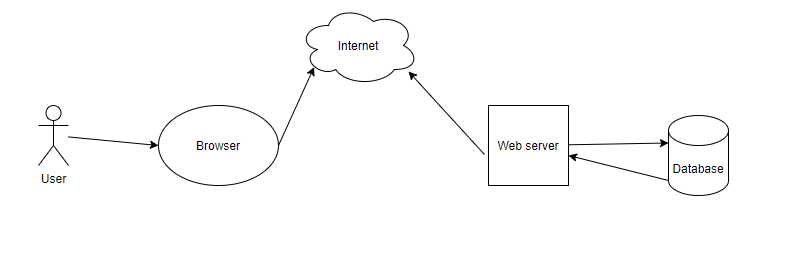 Internet
Browser
Web server
Database
User